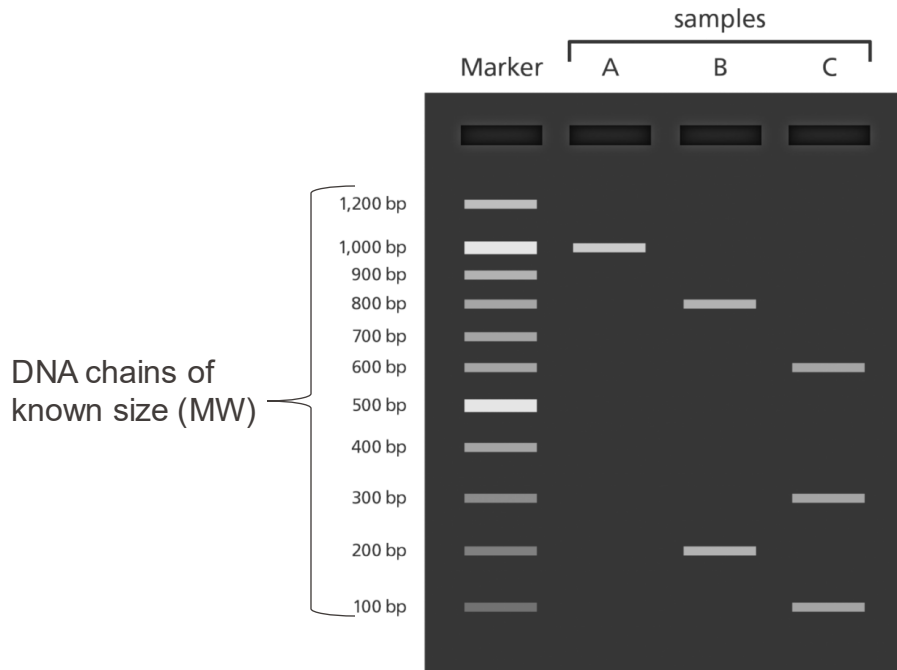 samples
Marker A B C
1,200 bp
1,000 bp
900 bp
800 bp
700 bp
600 bp
500 bp
400 bp
300 bp
200 bp
100 bp
DNA chains of
known size (MW)